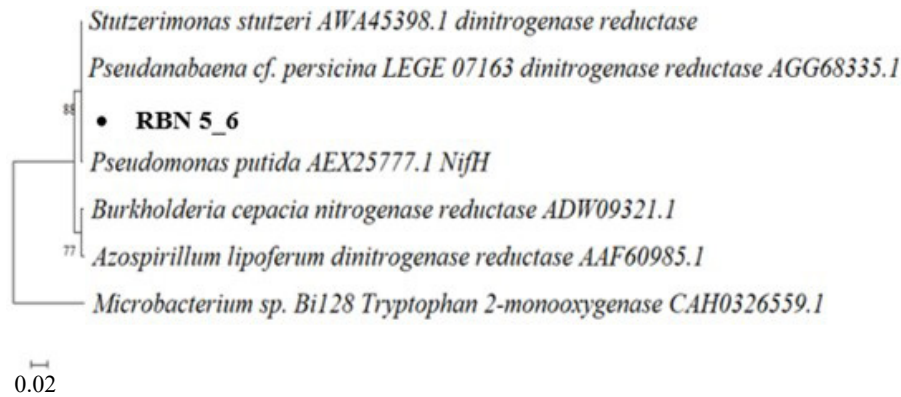 Stutzerimonas stutzeri AWA45398.1 dinitrogenase reductase
Pseudanabaena cf. persicina LEGE 07163 dinitrogenase reductase AGG68335.1
88
• RBN 5_6
Pseudomonas putida AEX25777.1 NifH
Burkholderia cepacia nitrogenase reductase ADW09321.1
77
Azospirillum lipoferum dinitrogenase reductase AAF60985.1
Microbacterium sp. Bi128 Tryptophan 2-monooxygenase CAH0326559.1
0.02